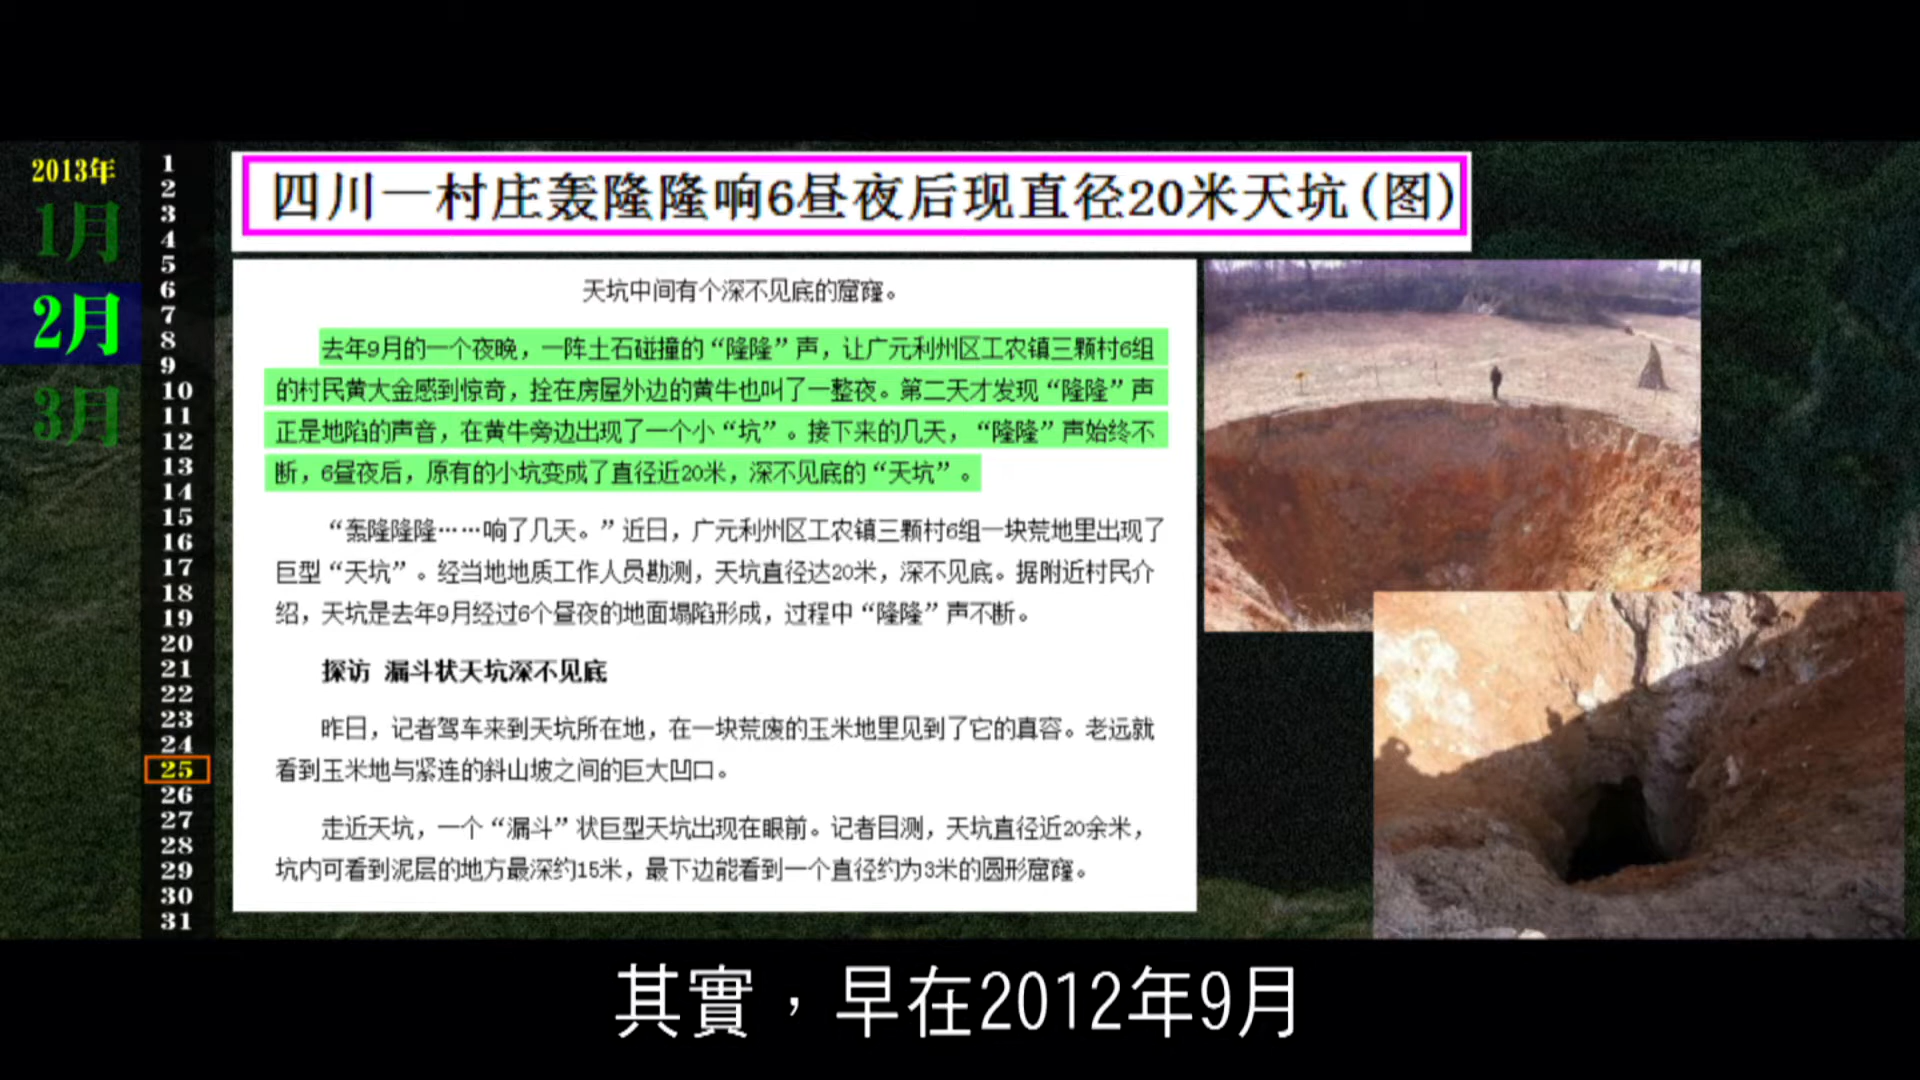 2013年
1月
2月
3月
1
2
3
4
5
6
7
8
9
10
11
12
13
14
15
16
17
18
19
20
21
22
23
24
25
26
27
28
29
30
31
四川一村庄轰隆隆响6昼夜后现直径20米天坑(图)
天坑中间有个深不见底的窟窿。
去年9月的一个夜晚，一阵土石碰撞的“隆隆”声，让广元利州区工农镇三颗村6组
的村民黄大金感到惊奇，拴在房屋外边的黄牛也叫了一整夜。第二天才发现“隆隆”声
正是地陷的声音，在黄牛旁边出现了一个小“坑”。接下来的几天，“隆隆”声始终不
断，6昼夜后，原有的小坑变成了直径近20米，深不见底的“天坑”。
“轰隆隆隆……响了几天。”近日，广元利州区工农镇三颗村6组一块荒地里出现了
巨型“天坑”。经当地地质工作人员勘测，天坑直径达20米，深不见底。据附近村民介
绍，天坑是去年9月经过6个昼夜的地面塌陷形成，过程中“隆隆”声不断。
探访 漏斗状天坑深不见底
昨日，记者驾车来到天坑所在地，在一块荒废的玉米地里见到了它的真容。老远就
看到玉米地与紧连的斜山坡之间的巨大凹口。
走近天坑，一个“漏斗”状巨型天坑出现在眼前。记者目测，天坑直径近20余米，
坑内可看到泥层的地方最深约15米，最下边能看到一个直径约为3米的圆形窟窿。
其實，早在2012年9月